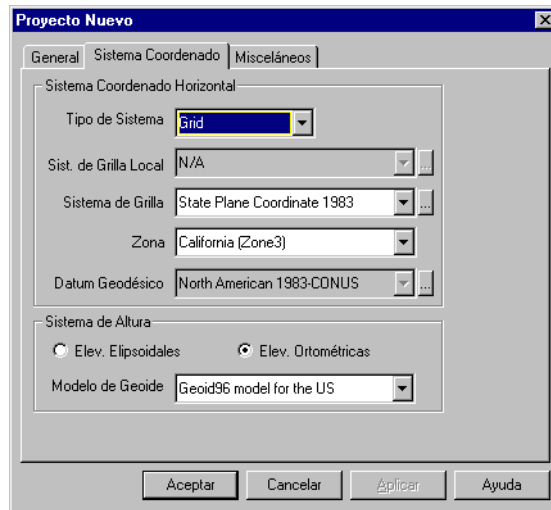 Proyecto Nuevo
General Sistema Coordenado Misceláneos
Sistema Coordenado Horizontal
Tipo de Sistema Grid
Sist. de Grilla Local N/A ...
Sistema de Grilla State Plane Coordinate 1983 ...
Zona California (Zone3)
Datum Geodésico North American 1983-CONUS ...
Sistema de Altura
Elev. Elipsoidales Elev. Ortométricas
Modelo de Geoide Geoid96 model for the US
Aceptar Cancelar Aplicar Ayuda